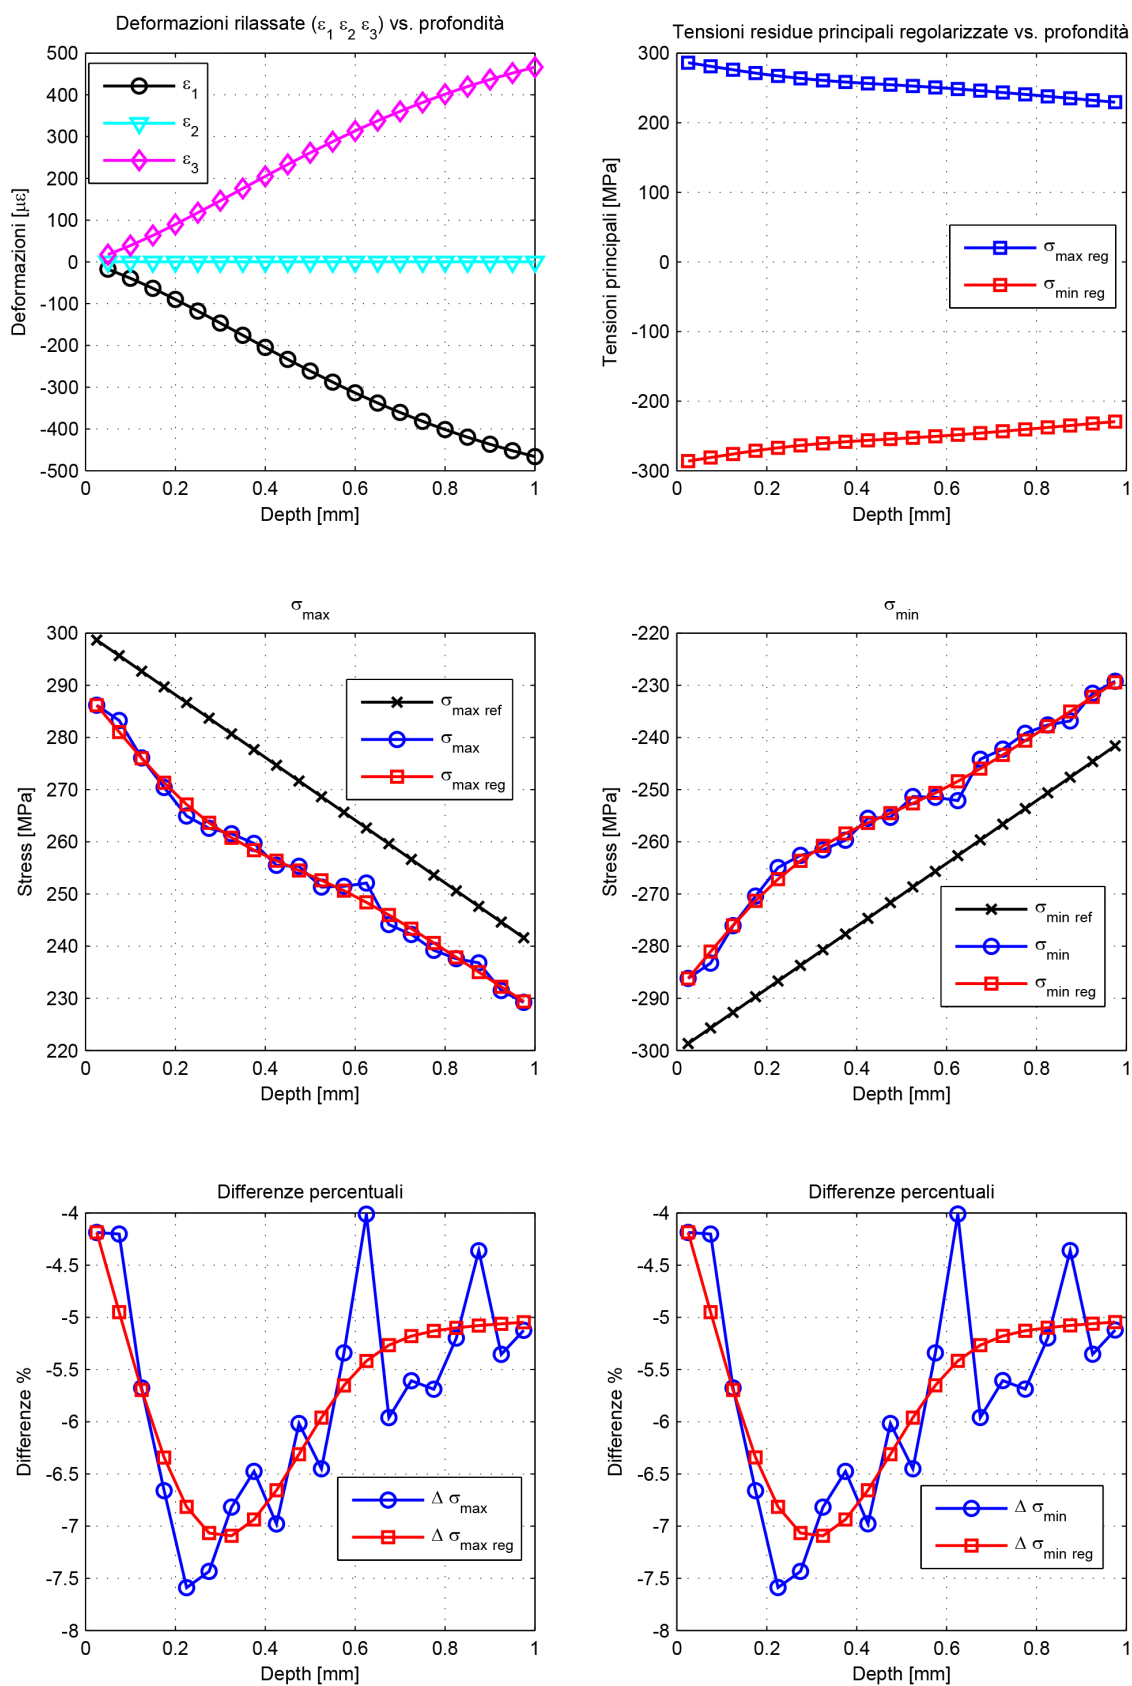 Deformazioni rilassate (ε1 ε2 ε3) vs. profondità
500
400
300
200
100
0
-100
-200
-300
-400
-500
Deformazioni [με]
ε1
ε2
ε3
0
0.2
0.4
0.6
0.8
1
Depth [mm]
Tensioni residue principali regolarizzate vs. profondità
300
200
100
0
-100
-200
-300
Tensioni principali [MPa]
σmax reg
σmin reg
0
0.2
0.4
0.6
0.8
1
Depth [mm]
σmax
300
290
280
270
260
250
240
230
220
Stress [MPa]
σmax ref
σmax
σmax reg
0
0.2
0.4
0.6
0.8
1
Depth [mm]
σmin
-220
-230
-240
-250
-260
-270
-280
-290
-300
Stress [MPa]
σmin ref
σmin
σmin reg
0
0.2
0.4
0.6
0.8
1
Depth [mm]
Differenze percentuali
-4
-4.5
-5
-5.5
-6
-6.5
-7
-7.5
-8
Differenze %
Δ σmax
Δ σmax reg
0
0.2
0.4
0.6
0.8
1
Depth [mm]
Differenze percentuali
-4
-4.5
-5
-5.5
-6
-6.5
-7
-7.5
-8
Differenze %
Δ σmin
Δ σmin reg
0
0.2
0.4
0.6
0.8
1
Depth [mm]